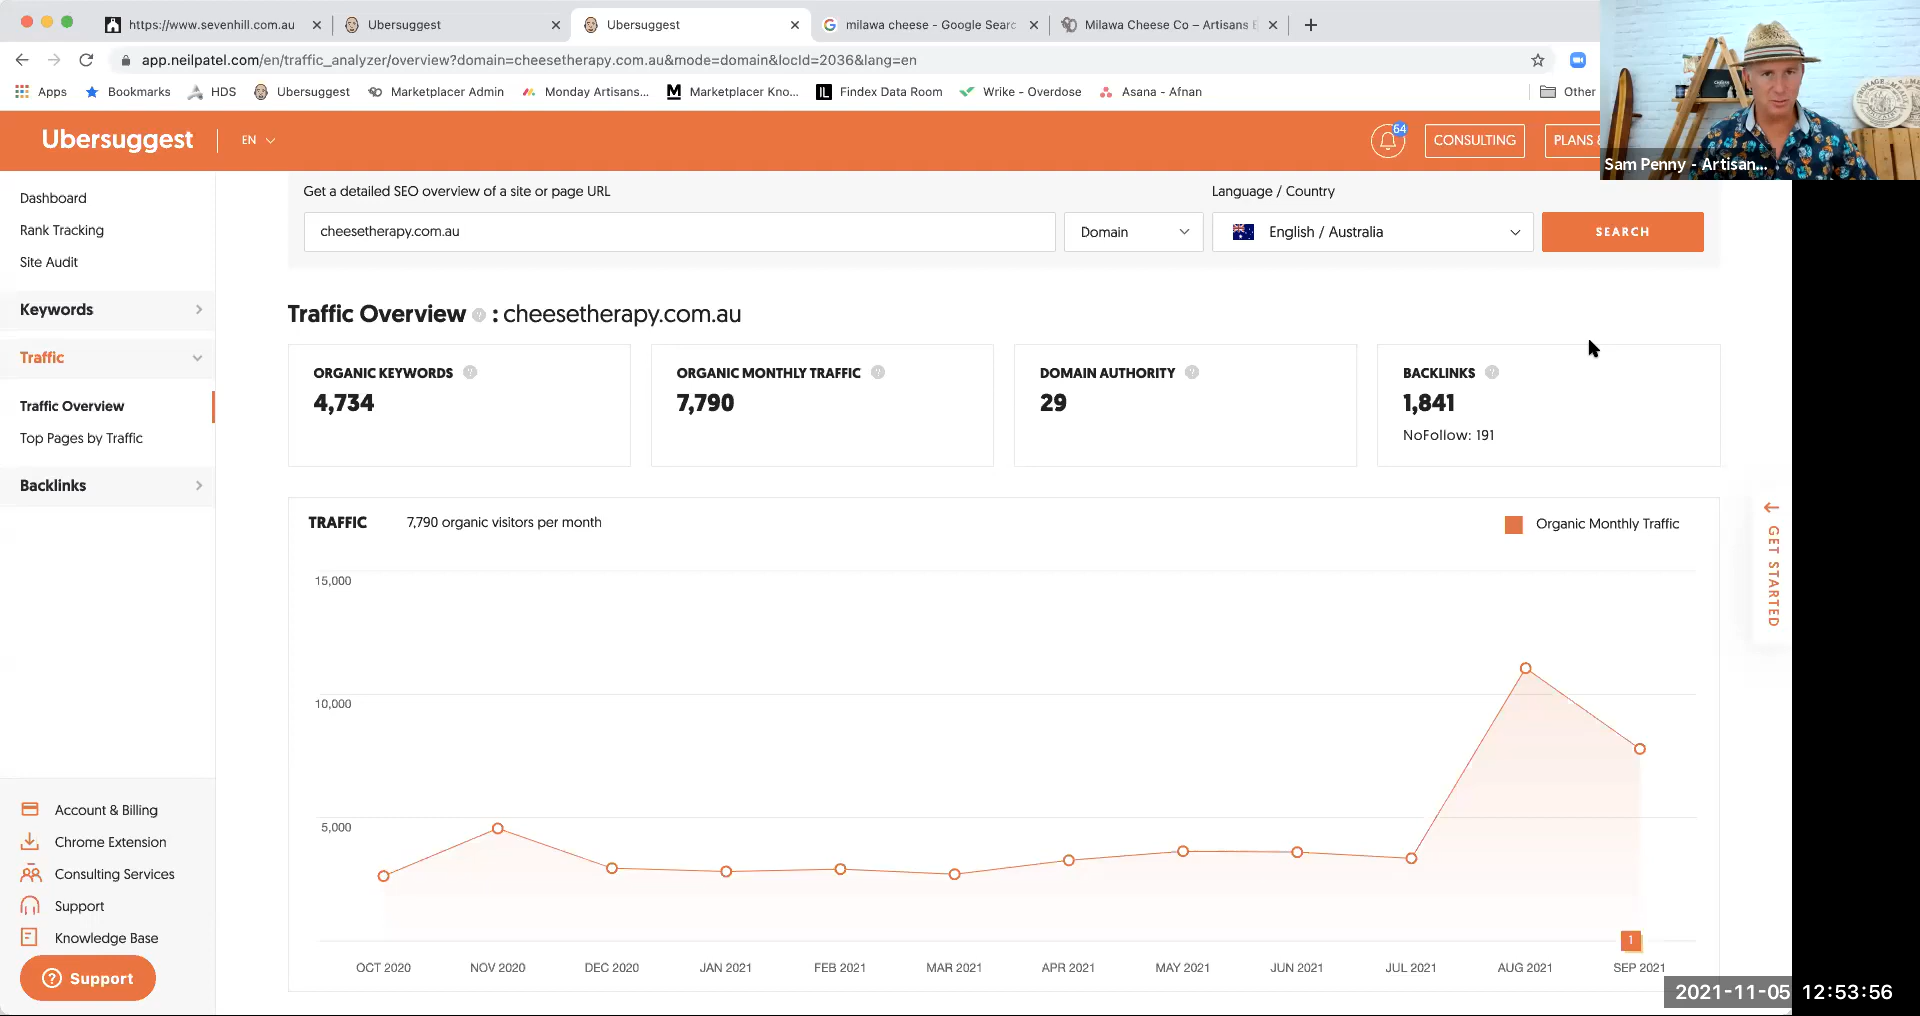 https://www.sevenhill.com.au
Ubersuggest
Ubersuggest
milawa cheese - Google Searc
Milawa Cheese Co – Artisans
app.neilpatel.com/en/traffic_analyzer/overview?domain=cheesetherapy.com.au&mode=domain&locId=2036&lang=en
Apps
Bookmarks
HDS
Ubersuggest
Marketplacer Admin
Monday Artisans...
Marketplacer Kno...
Findex Data Room
Wrike - Overdose
Asana - Afnan
Other
Sam Penny - Artisan...
Ubersuggest
EN
64
CONSULTING
PLANS &
Dashboard
Rank Tracking
Site Audit
Keywords
Traffic
Traffic Overview
Top Pages by Traffic
Backlinks
Account & Billing
Chrome Extension
Consulting Services
Support
Knowledge Base
Support
Get a detailed SEO overview of a site or page URL
Language / Country
cheesetherapy.com.au
Domain
English / Australia
SEARCH
Traffic Overview : cheesetherapy.com.au
ORGANIC KEYWORDS
4,734
ORGANIC MONTHLY TRAFFIC
7,790
DOMAIN AUTHORITY
29
BACKLINKS
1,841
NoFollow: 191
TRAFFIC
7,790 organic visitors per month
Organic Monthly Traffic
15,000
10,000
5,000
1
OCT 2020
NOV 2020
DEC 2020
JAN 2021
FEB 2021
MAR 2021
APR 2021
MAY 2021
JUN 2021
JUL 2021
AUG 2021
SEP 2021
GET STARTED
2021-11-05 12:53:56